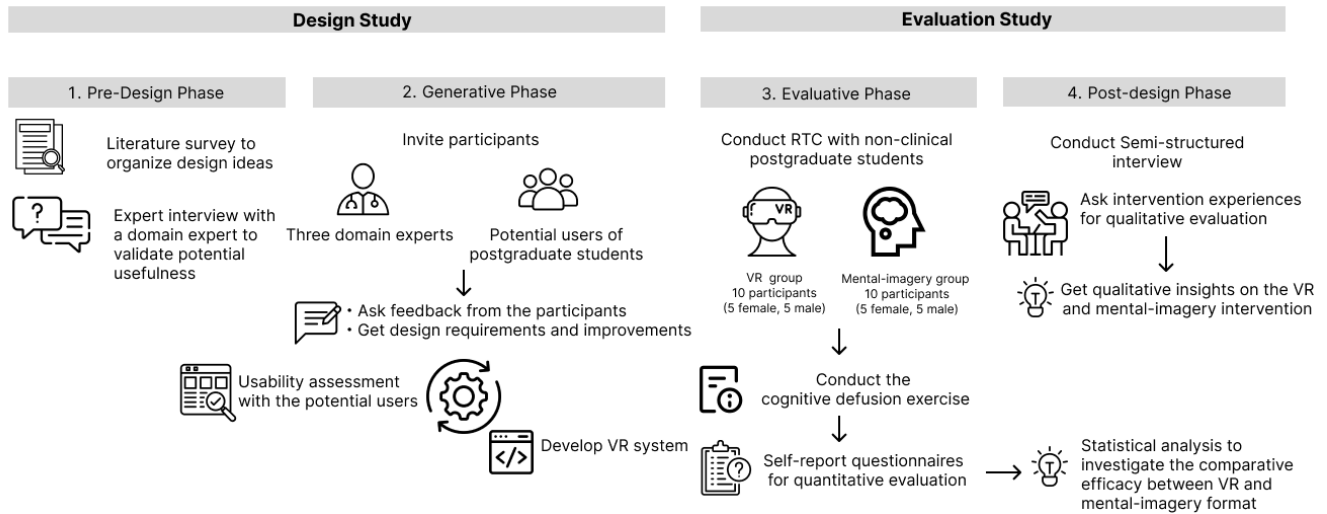 Design Study
Evaluation Study
1. Pre-Design Phase
2. Generative Phase
3. Evaluative Phase
4. Post-design Phase
Literature survey to
organize design ideas
?
Expert interview with
a domain expert to
validate potential
usefulness
Invite participants
Three domain experts
Potential users of
postgraduate students
• Ask feedback from the participants
• Get design requirements and improvements
Usability assessment
with the potential users
</>
Develop VR system
Conduct RTC with non-clinical
postgraduate students
VR
VR group
10 participants
(5 female, 5 male)
Mental-imagery group
10 participants
(5 female, 5 male)
Conduct the
cognitive defusion exercise
?
Self-report questionnaires
for quantitative evaluation
Conduct Semi-structured
interview
Ask intervention experiences
for qualitative evaluation
Get qualitative insights on the VR
and mental-imagery intervention
Statistical analysis to
investigate the comparative
efficacy between VR and
mental-imagery format